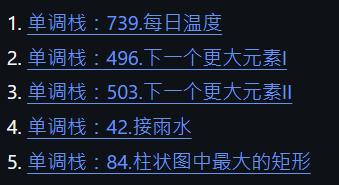 1. 单调栈：739.每日温度
2. 单调栈：496.下一个更大元素I
3. 单调栈：503.下一个更大元素II
4. 单调栈：42.接雨水
5. 单调栈：84.柱状图中最大的矩形